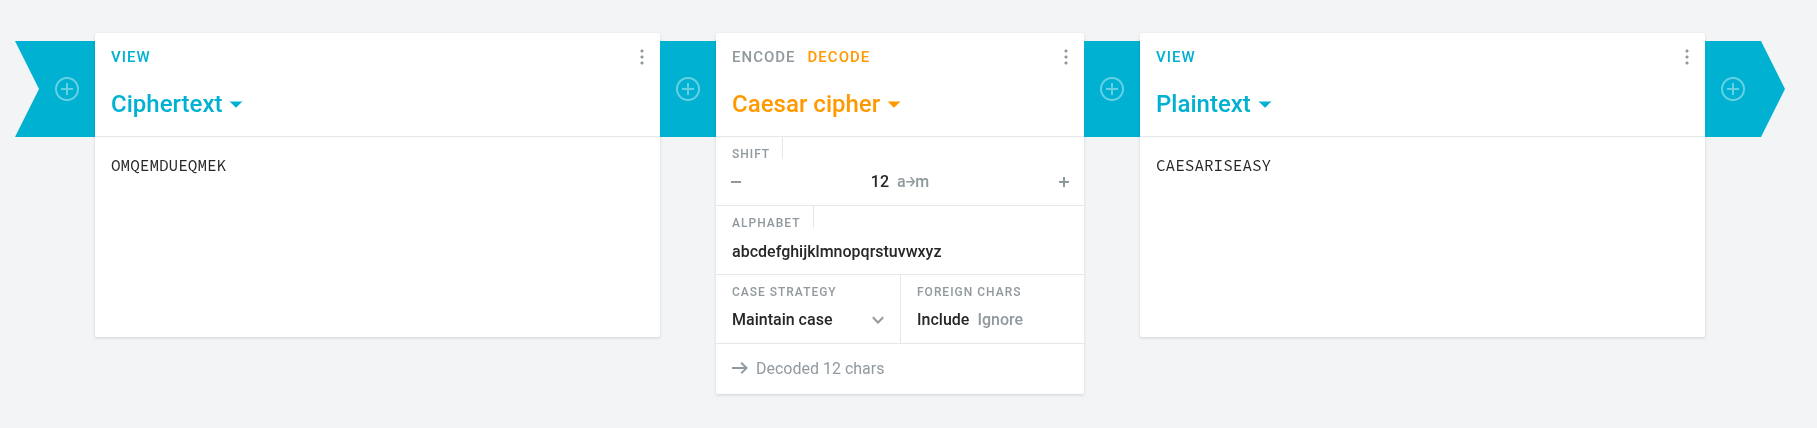 VIEW
Ciphertext
OMQEMDUEQMEK
ENCODE DECODE
Caesar cipher
SHIFT
12 a→m
ALPHABET
abcdefghijklmnopqrstuvwxyz
CASE STRATEGY
Maintain case
FOREIGN CHARS
Include Ignore
→ Decoded 12 chars
VIEW
Plaintext
CAESARISEASY